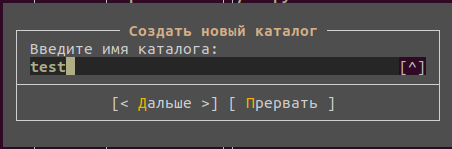 Создать новый каталог
Введите имя каталога:
test [^]
[< Дальше >] [ Прервать ]